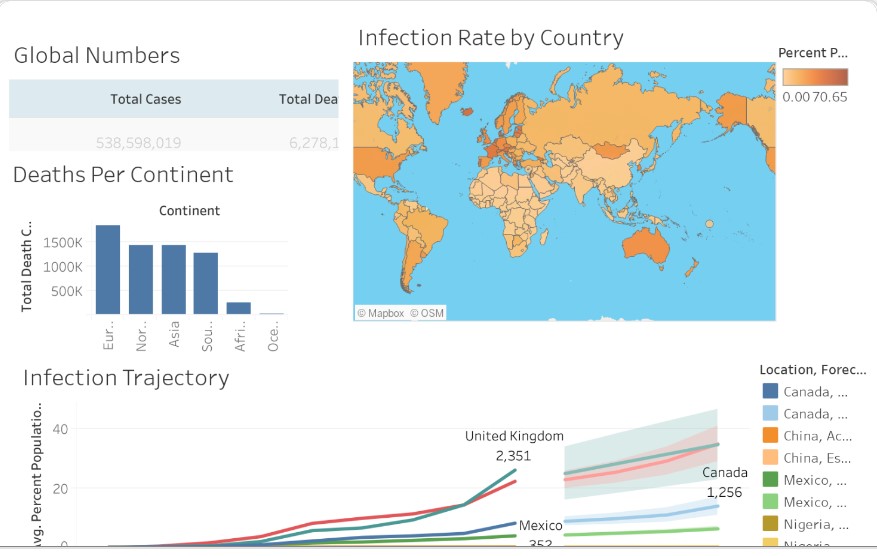 Global Numbers
Total Cases Total Dea
538,598,019 6,278,1
Deaths Per Continent
Continent
Total Death C..
1500K
1000K
500K
Eur..
Nor..
Asia
Sou..
Afri..
Oce..
Infection Rate by Country
© Mapbox © OSM
Percent P...
0.0070.65
Infection Trajectory
Avg. Percent Populatio..
40
20
0
United Kingdom
2,351
Mexico
352
Canada
1,256
Location, Forec...
Canada, ...
Canada, ...
China, Ac...
China, Es...
Mexico, ...
Mexico, ...
Nigeria, ...
Nigeria, ...